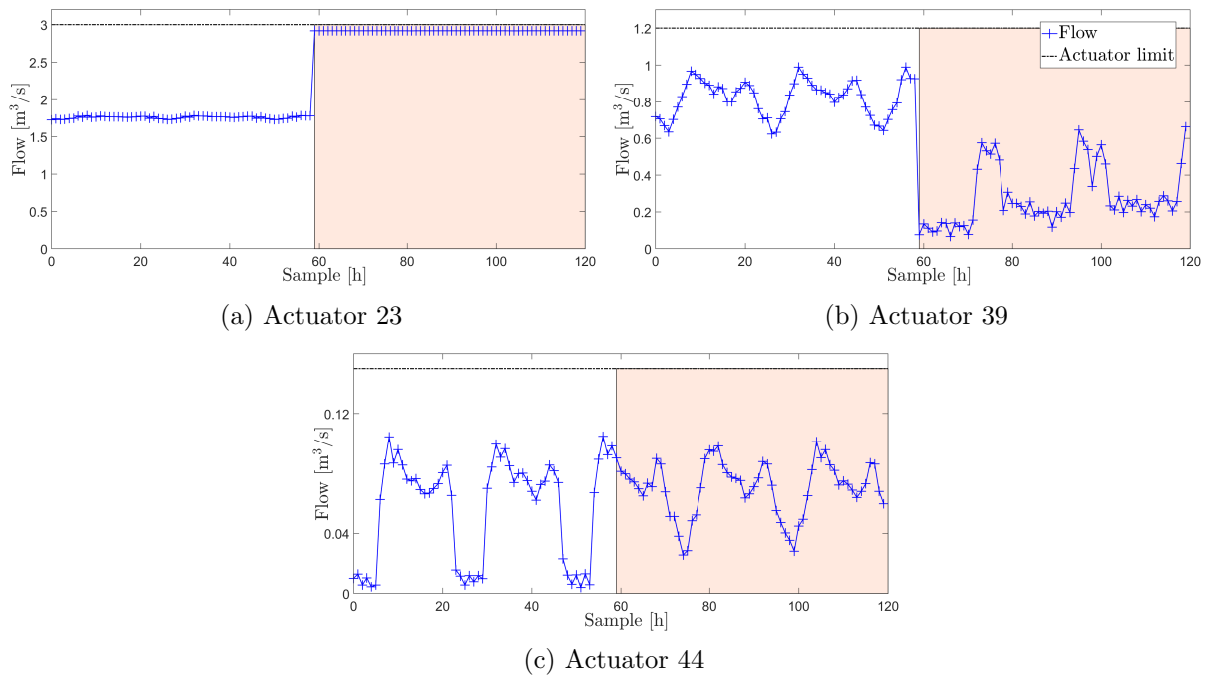 3
2.5
2
1.5
1
0.5
0
Flow [m³/s]
0 20 40 60 80 100 120
Sample [h]
(a) Actuator 23
1.2
1
0.8
0.6
0.4
0.2
0
Flow [m³/s]
Flow
Actuator limit
0 20 40 60 80 100 120
Sample [h]
(b) Actuator 39
0.12
0.04
0
Flow [m³/s]
0 20 40 60 80 100 120
Sample [h]
(c) Actuator 44